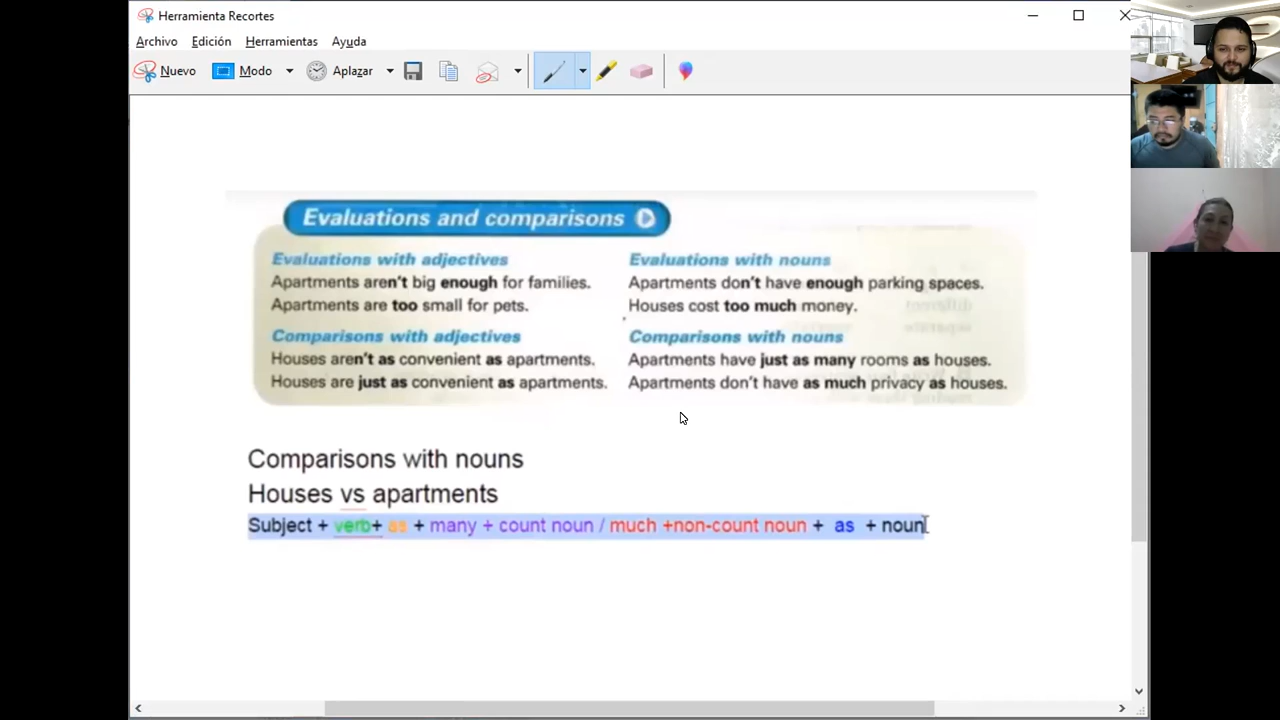 Herramienta Recortes
Archivo Edición Herramientas Ayuda
Nuevo Modo Aplazar
Evaluations and comparisons
Evaluations with adjectives
Apartments aren't big enough for families.
Apartments are too small for pets.
Comparisons with adjectives
Houses aren't as convenient as apartments.
Houses are just as convenient as apartments.
Evaluations with nouns
Apartments don't have enough parking spaces.
Houses cost too much money.
Comparisons with nouns
Apartments have just as many rooms as houses.
Apartments don't have as much privacy as houses.
Comparisons with nouns
Houses vs apartments
Subject + verb+ as + many + count noun / much +non-count noun + as + noun